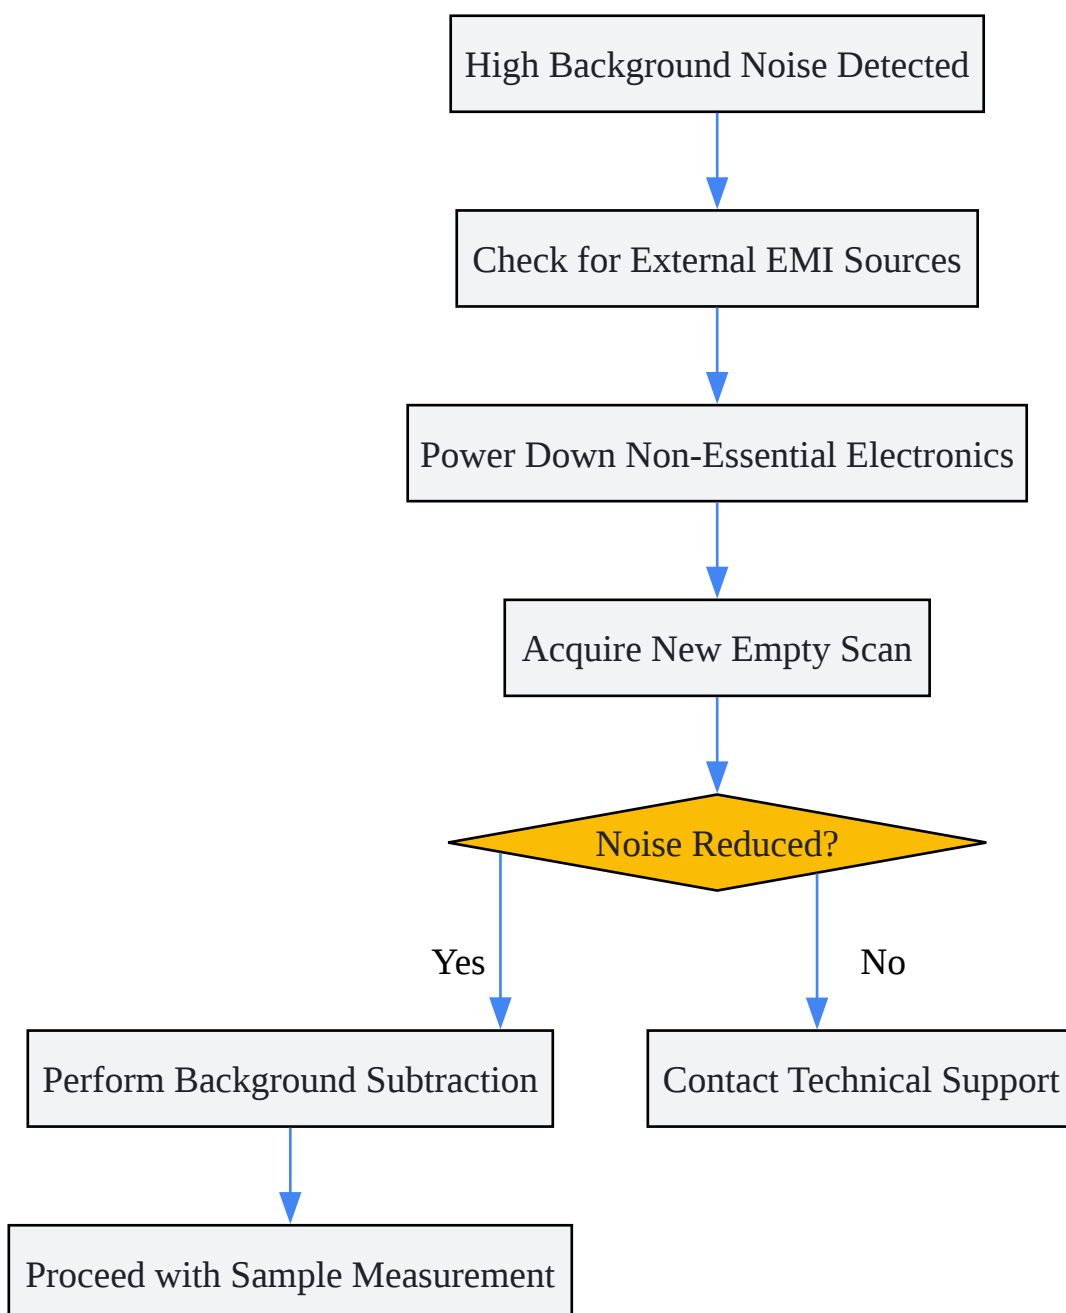 High Background Noise Detected
Check for External EMI Sources
Power Down Non-Essential Electronics
Acquire New Empty Scan
Noise Reduced?
Yes
No
Perform Background Subtraction
Contact Technical Support
Proceed with Sample Measurement